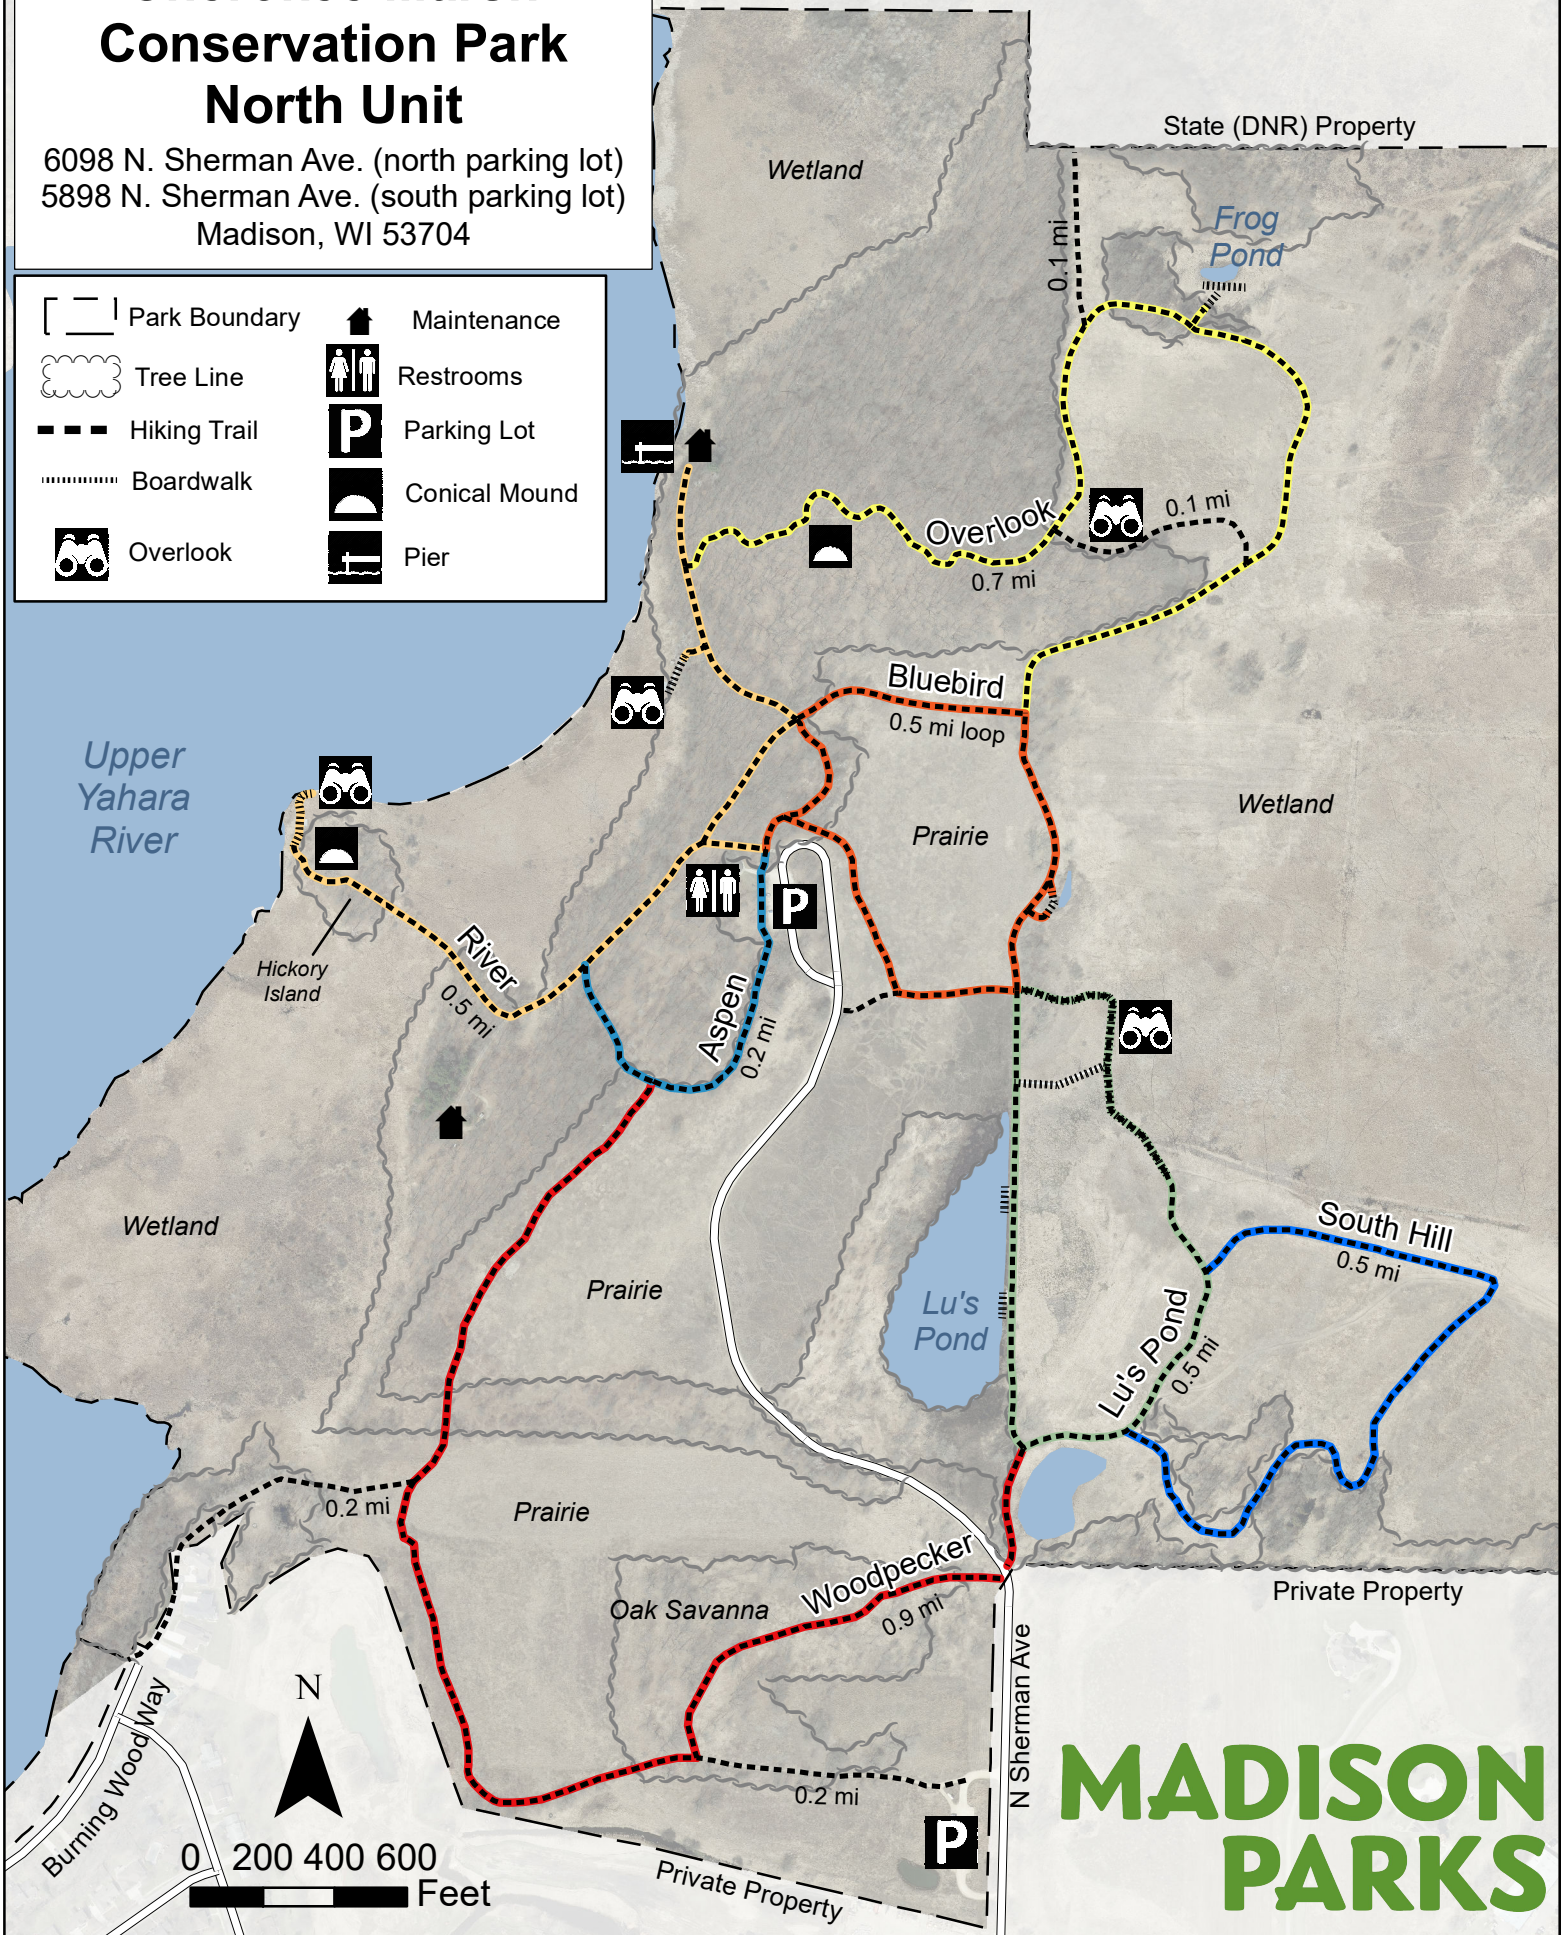 Conservation Park
North Unit
6098 N. Sherman Ave. (north parking lot)
5898 N. Sherman Ave. (south parking lot)
Madison, WI 53704
Park Boundary
Tree Line
Hiking Trail
Boardwalk
Overlook
Maintenance
Restrooms
P Parking Lot
Conical Mound
Pier
State (DNR) Property
Wetland
Frog
Pond
0.1 mi
Overlook
0.1 mi
0.7 mi
Bluebird
0.5 mi loop
Upper
Yahara
River
Wetland
Prairie
P
River
Hickory
Island
0.5 mi
Aspen
0.2 mi
Wetland
South Hill
0.5 mi
Prairie
Lu's
Pond
Lu's Pond
0.5 mi
0.2 mi
Prairie
Woodpecker
0.9 mi
Oak Savanna
Private Property
N Sherman Ave
Burning Wood Way
N
0.2 mi
P
0 200 400 600
Feet
Private Property
MADISON
PARKS